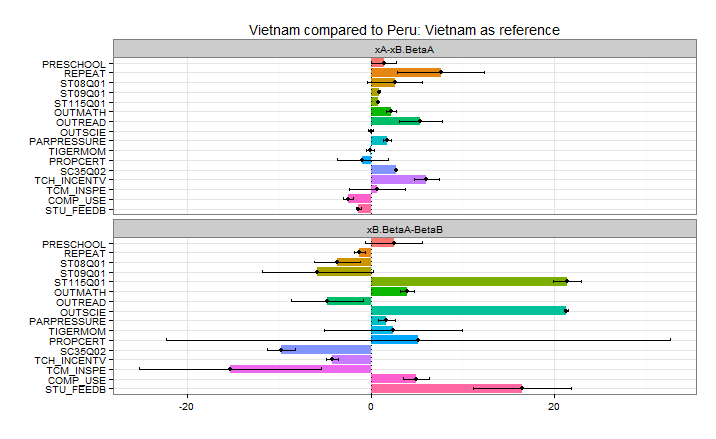 Vietnam compared to Peru: Vietnam as reference
xA-xB.BetaA
PRESCHOOL
REPEAT
ST08Q01
ST09Q01
ST115Q01
OUTMATH
OUTREAD
OUTSCIE
PARPRESSURE
TIGERMOM
PROPCERT
SC35Q02
TCH_INCENTV
TCM_INSPE
COMP_USE
STU_FEEDB
xB.BetaA-BetaB
PRESCHOOL
REPEAT
ST08Q01
ST09Q01
ST115Q01
OUTMATH
OUTREAD
OUTSCIE
PARPRESSURE
TIGERMOM
PROPCERT
SC35Q02
TCH_INCENTV
TCM_INSPE
COMP_USE
STU_FEEDB
-20 0 20